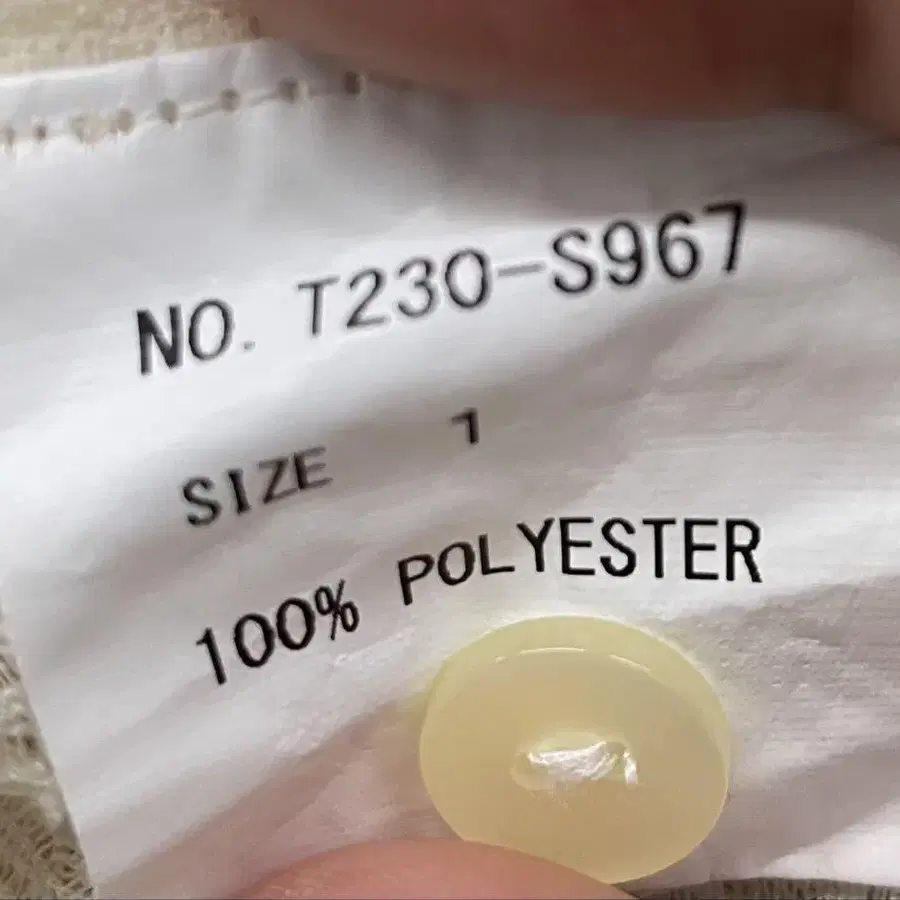 NO. T230-S967
SIZE 1
100% POLYESTER